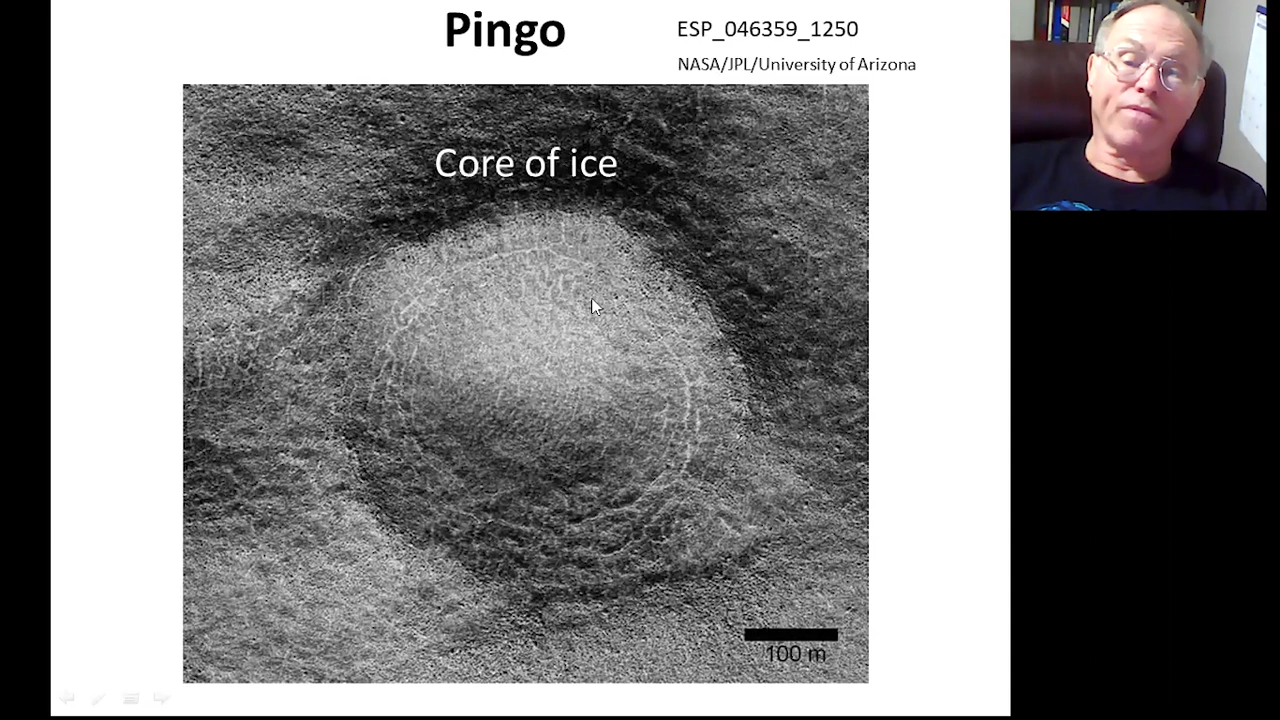 Pingo
ESP_046359_1250
NASA/JPL/University of Arizona
Core of ice
100 m